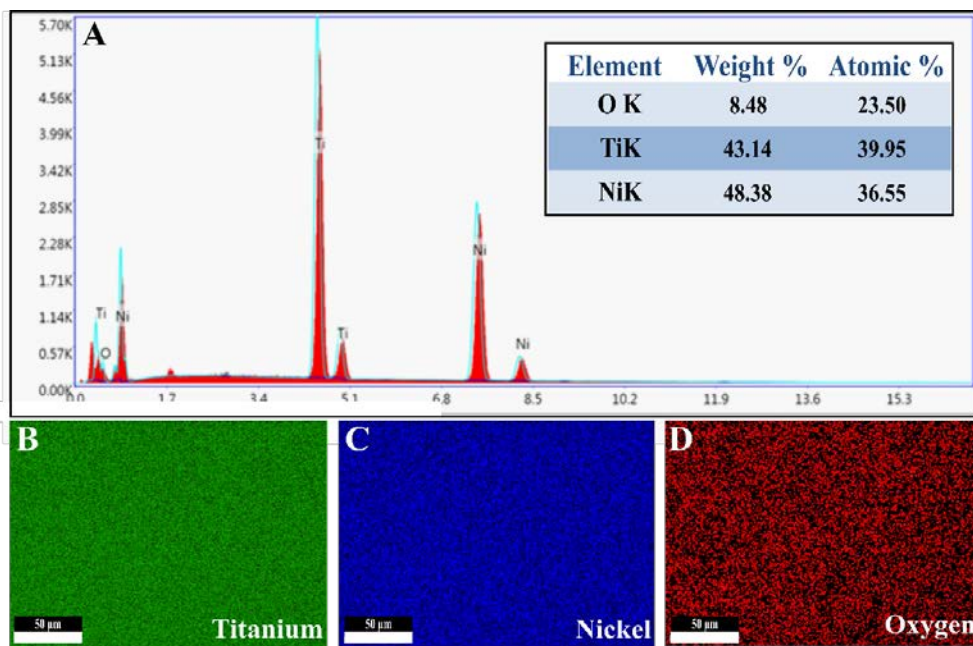 A
5.70K
5.13K
4.56K
3.99K
3.42K
2.85K
2.28K
1.71K
1.14K
0.57K
0.00K
Element Weight % Atomic %
O K 8.48 23.50
TiK 43.14 39.95
NiK 48.38 36.55
Ti
O
Ni
Ti
Ti
Ni
Ni
0.0 1.7 3.4 5.1 6.8 8.5 10.2 11.9 13.6 15.3
B
50 µm
Titanium
C
50 µm
Nickel
D
50 µm
Oxygen